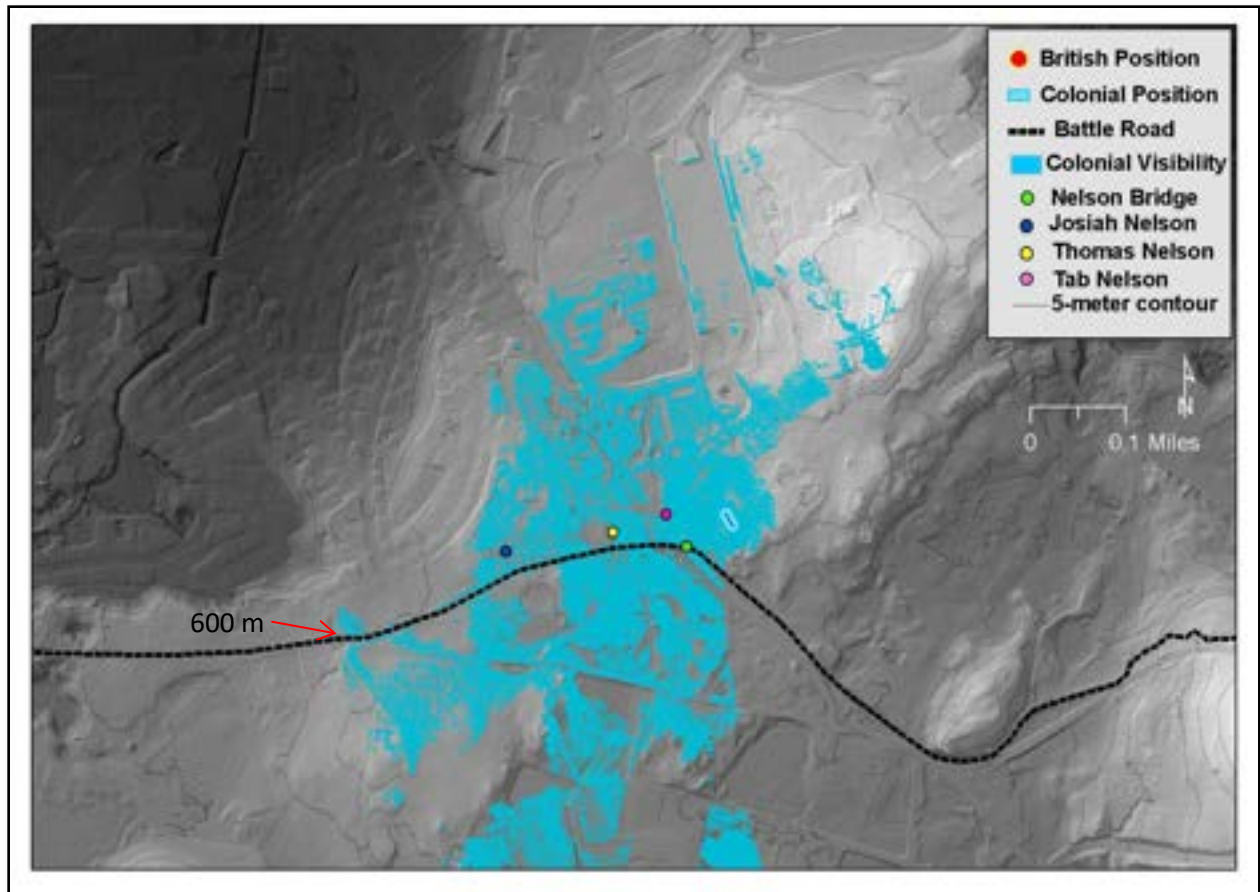 British Position
Colonial Position
Battle Road
Colonial Visibility
Nelson Bridge
Josiah Nelson
Thomas Nelson
Tab Nelson
5-meter contour
N
0 0.1 Miles
600 m